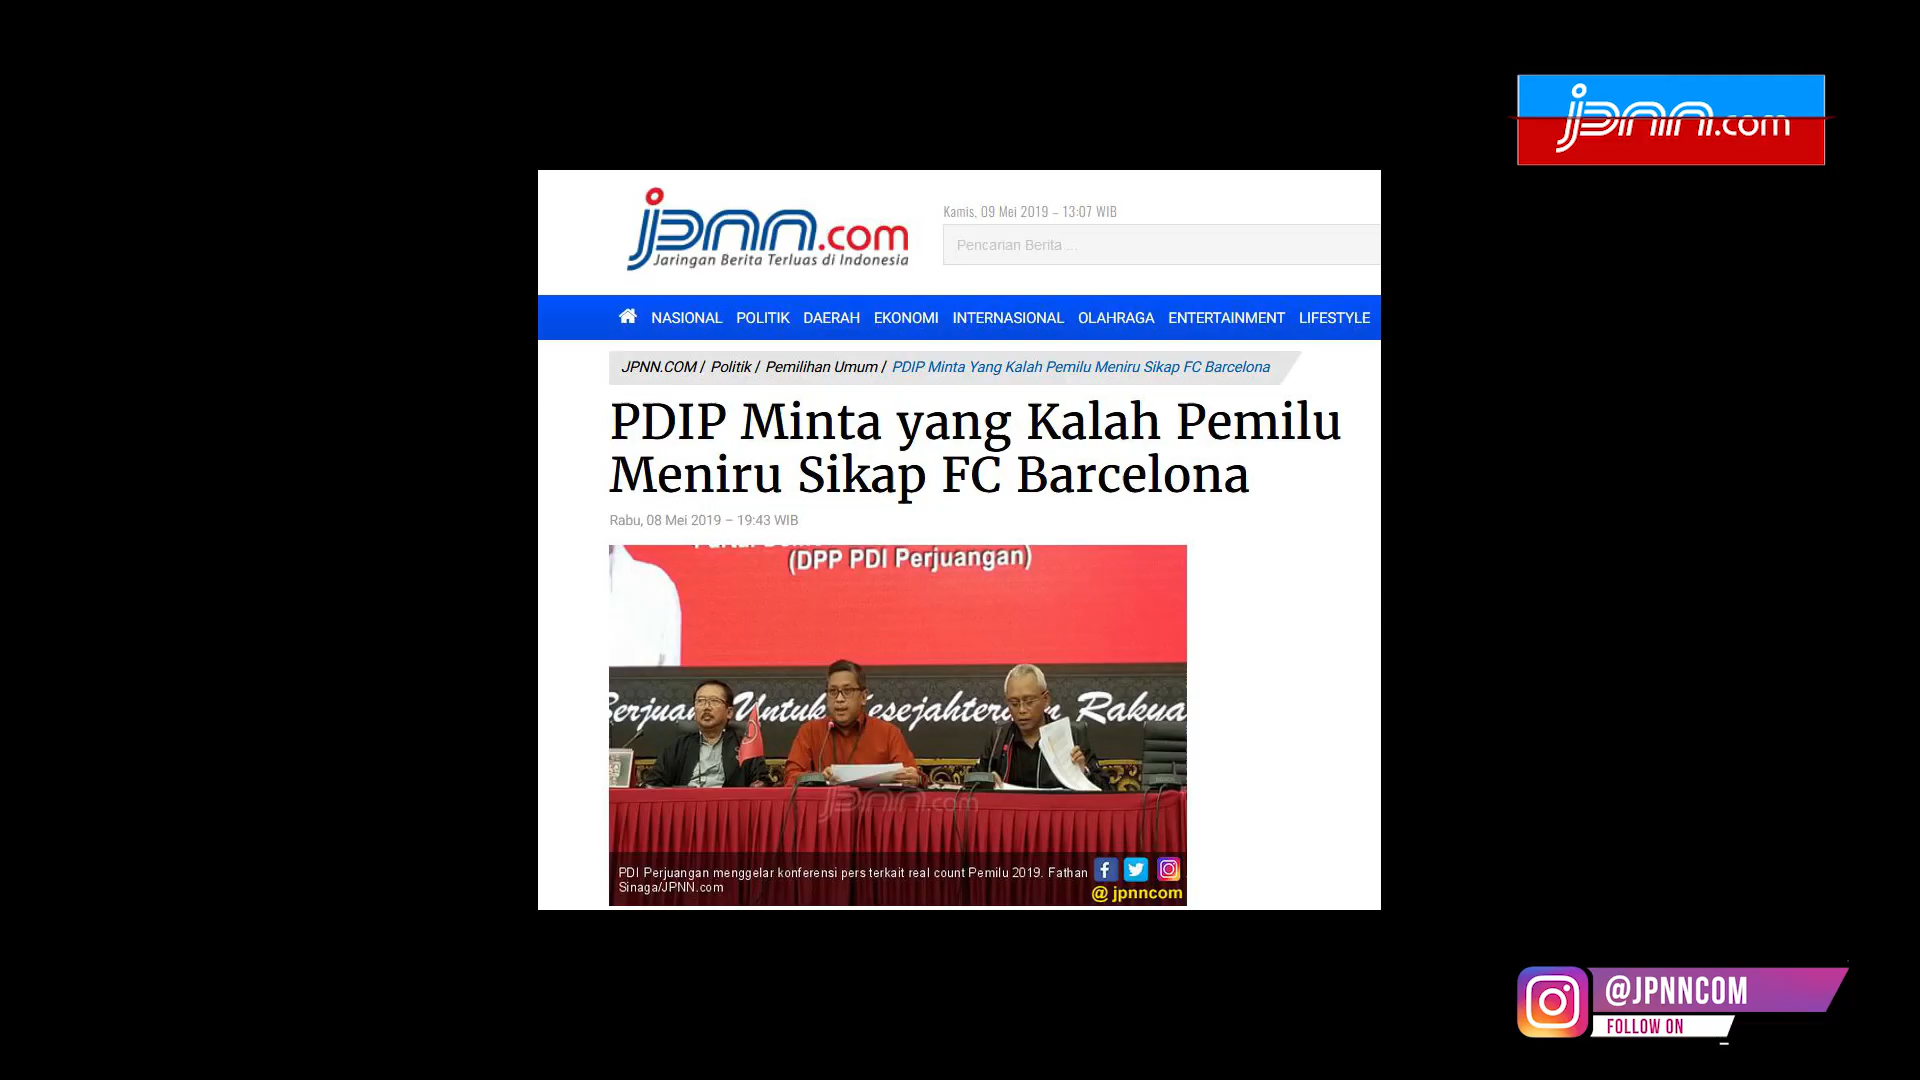 jpnn.com
jpnn.com
Jaringan Berita Terluas di Indonesia
Kamis, 09 Mei 2019 – 13:07 WIB
Pencarian Berita ...
NASIONAL POLITIK DAERAH EKONOMI INTERNASIONAL OLAHRAGA ENTERTAINMENT LIFESTYLE
JPNN.COM / Politik / Pemilihan Umum / PDIP Minta Yang Kalah Pemilu Meniru Sikap FC Barcelona
PDIP Minta yang Kalah Pemilu
Meniru Sikap FC Barcelona
Rabu, 08 Mei 2019 – 19:43 WIB
(DPP PDI Perjuangan)
Untuk Rakya
jpnn.com
PDI Perjuangan menggelar konferensi pers terkait real count Pemilu 2019. Fathan
Sinaga/JPNN.com
@ jpnncom
@JPNNCOM
FOLLOW ON